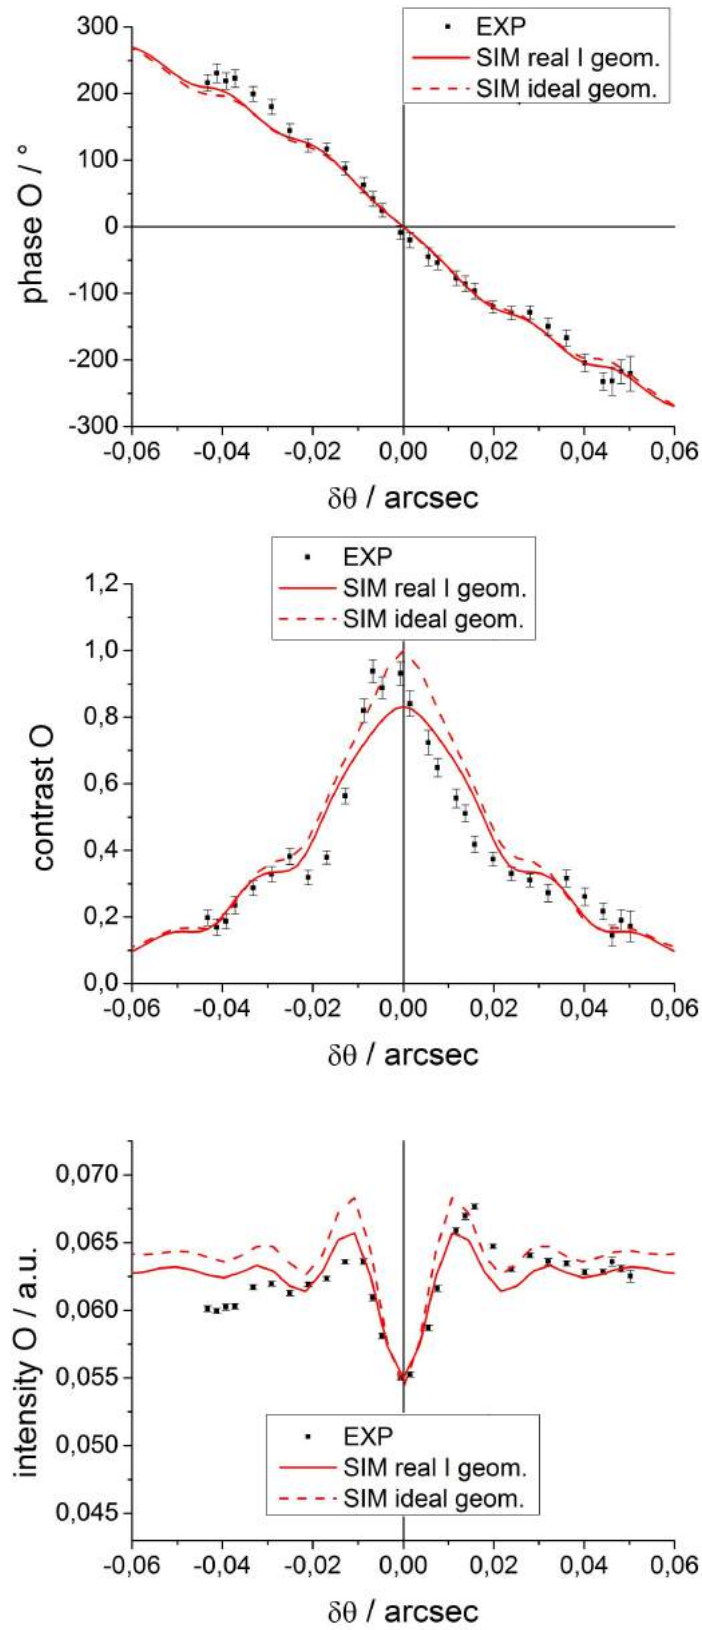 300
200
100
0
-100
-200
-300
phase O / °
EXP
SIM real I geom.
SIM ideal geom.
-0,06 -0,04 -0,02 0,00 0,02 0,04 0,06
δθ / arcsec
EXP
SIM real I geom.
SIM ideal geom.
1,2
1,0
0,8
0,6
0,4
0,2
0,0
contrast O
-0,06 -0,04 -0,02 0,00 0,02 0,04 0,06
δθ / arcsec
0,070
0,065
0,060
0,055
0,050
0,045
intensity O / a.u.
EXP
SIM real I geom.
SIM ideal geom.
-0,06 -0,04 -0,02 0,00 0,02 0,04 0,06
δθ / arcsec